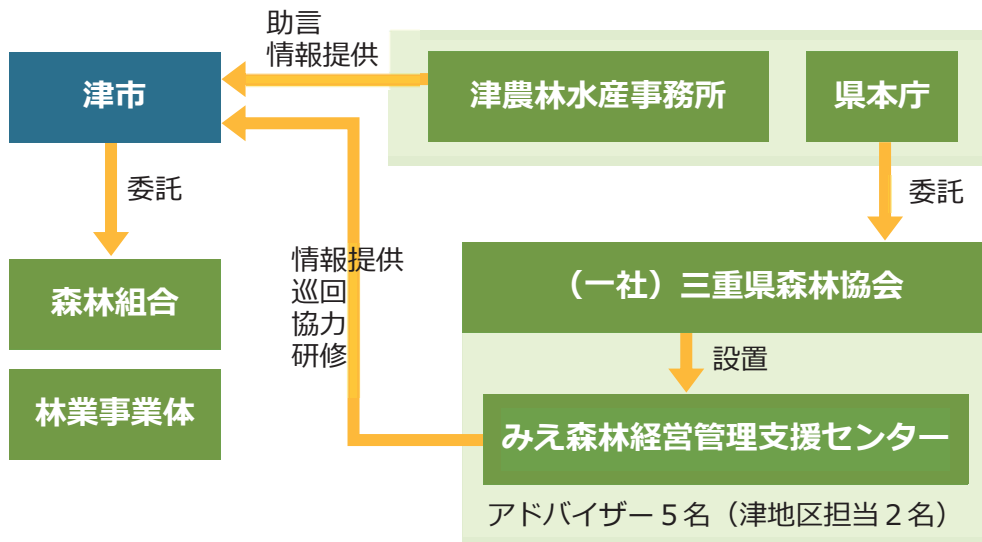 助言
情報提供
津市
津農林水産事務所
県本庁
委託
委託
森林組合
林業事業体
情報提供
巡回
協力
研修
（一社）三重県森林協会
設置
みえ森林経営管理支援センター
アドバイザー５名（津地区担当２名）